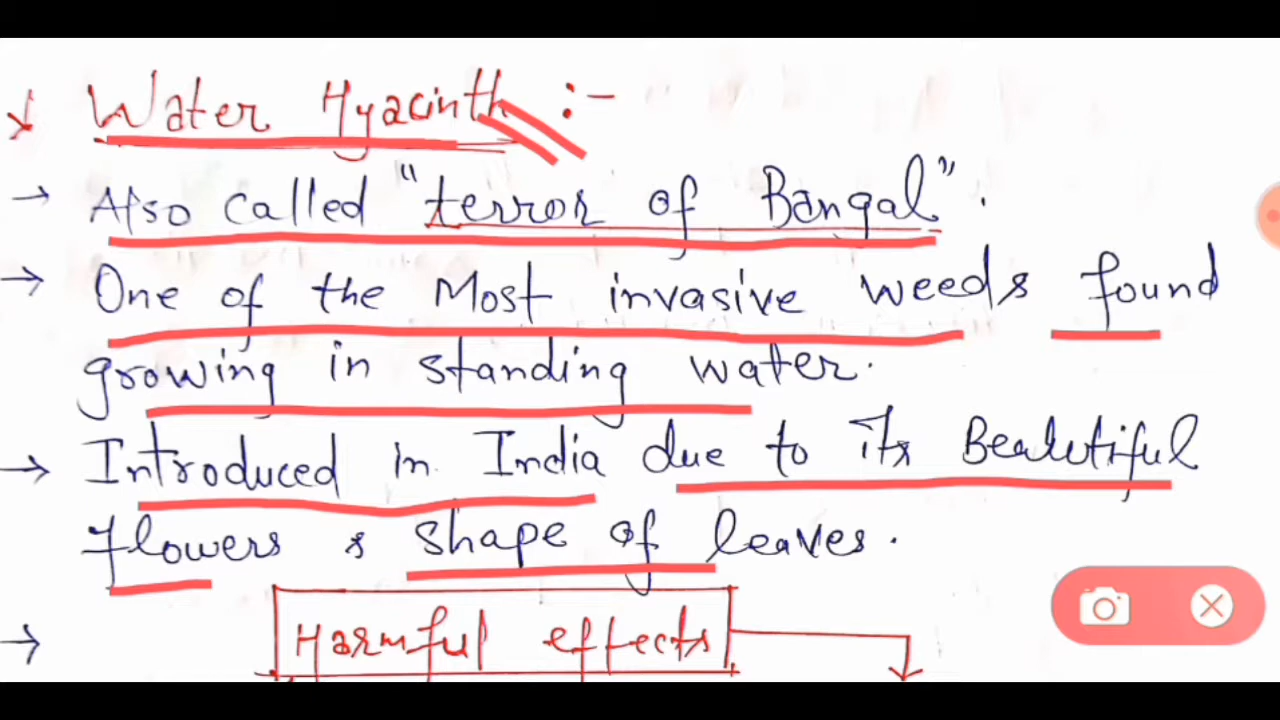 Water Hyacinth :-
→ Also called "terror of Bangal".
→ One of the Most invasive weeds found
growing in standing water.
→ Introduced in India due to its Beautiful
flowers & shape of leaves.
→ Harmful effects